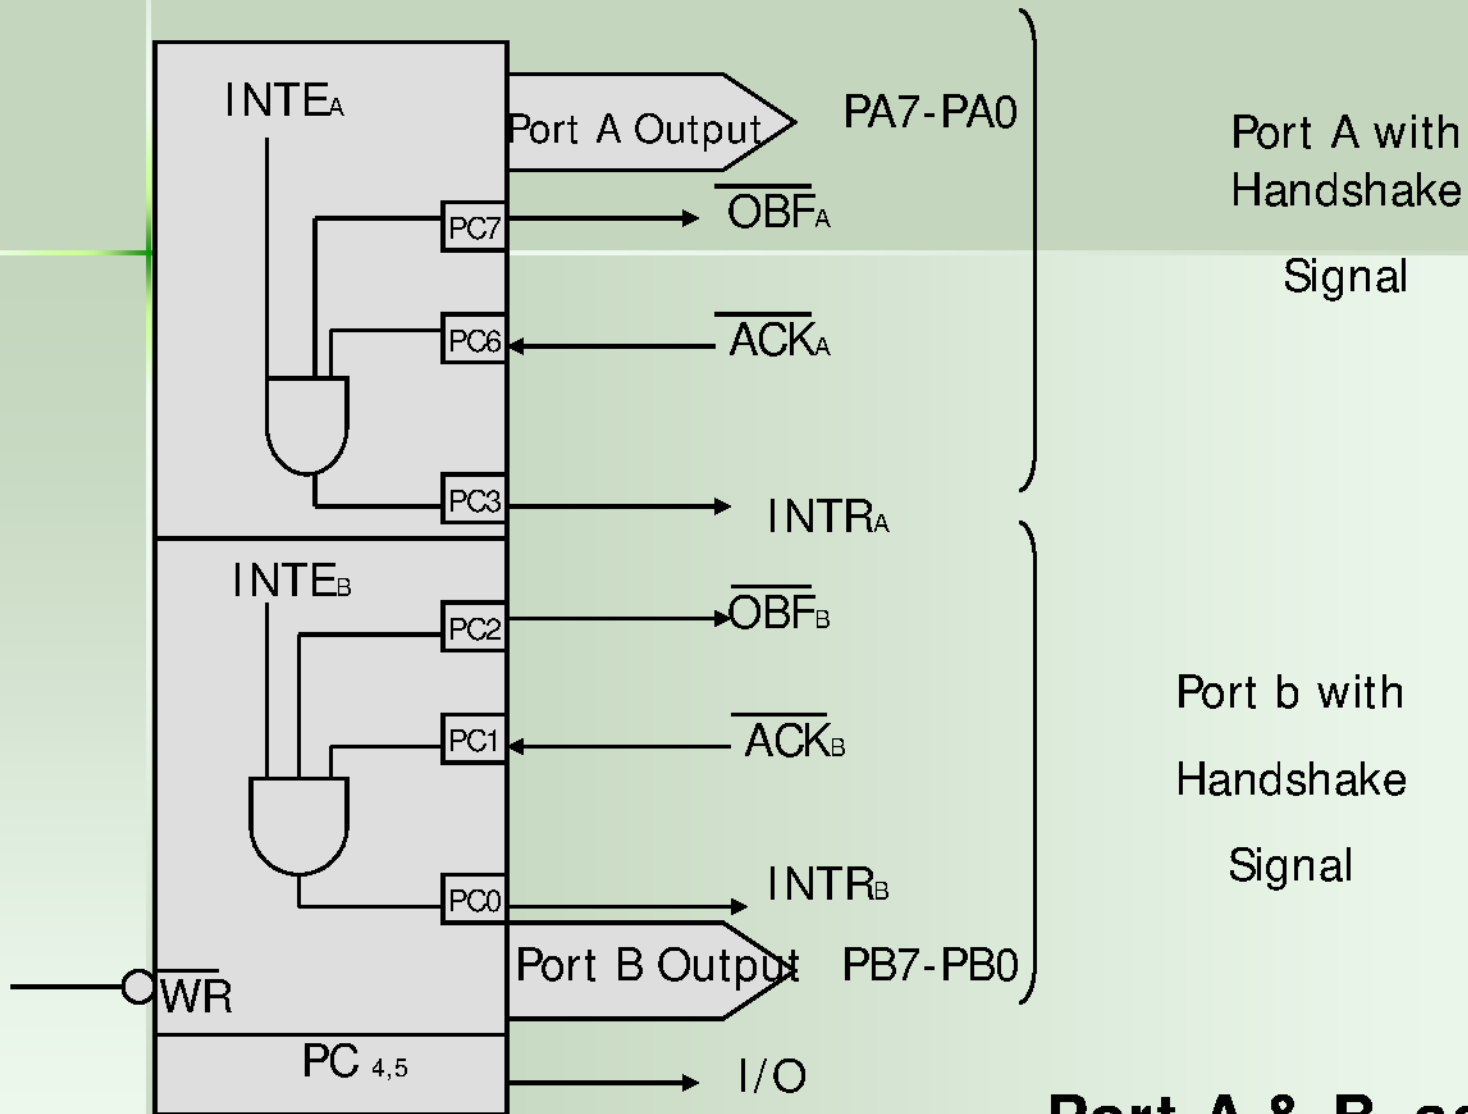 INTEA
Port A Output
PA7-PA0
Port A with
Handshake
Signal
PC7
OBFA
PC6
ACKA
PC3
INTRA
INTEB
PC2
OBFB
PC1
ACKB
Port b with
Handshake
Signal
PC0
INTRB
Port B Output
PB7-PB0
WR
PC 4,5
I/O
Port A & B